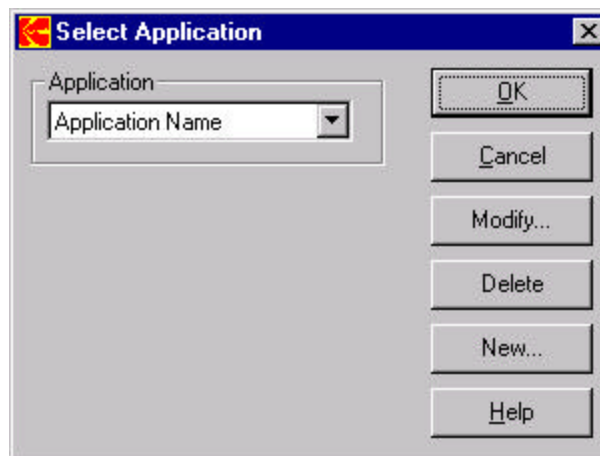 Select Application
Application
Application Name
OK
Cancel
Modify...
Delete
New...
Help